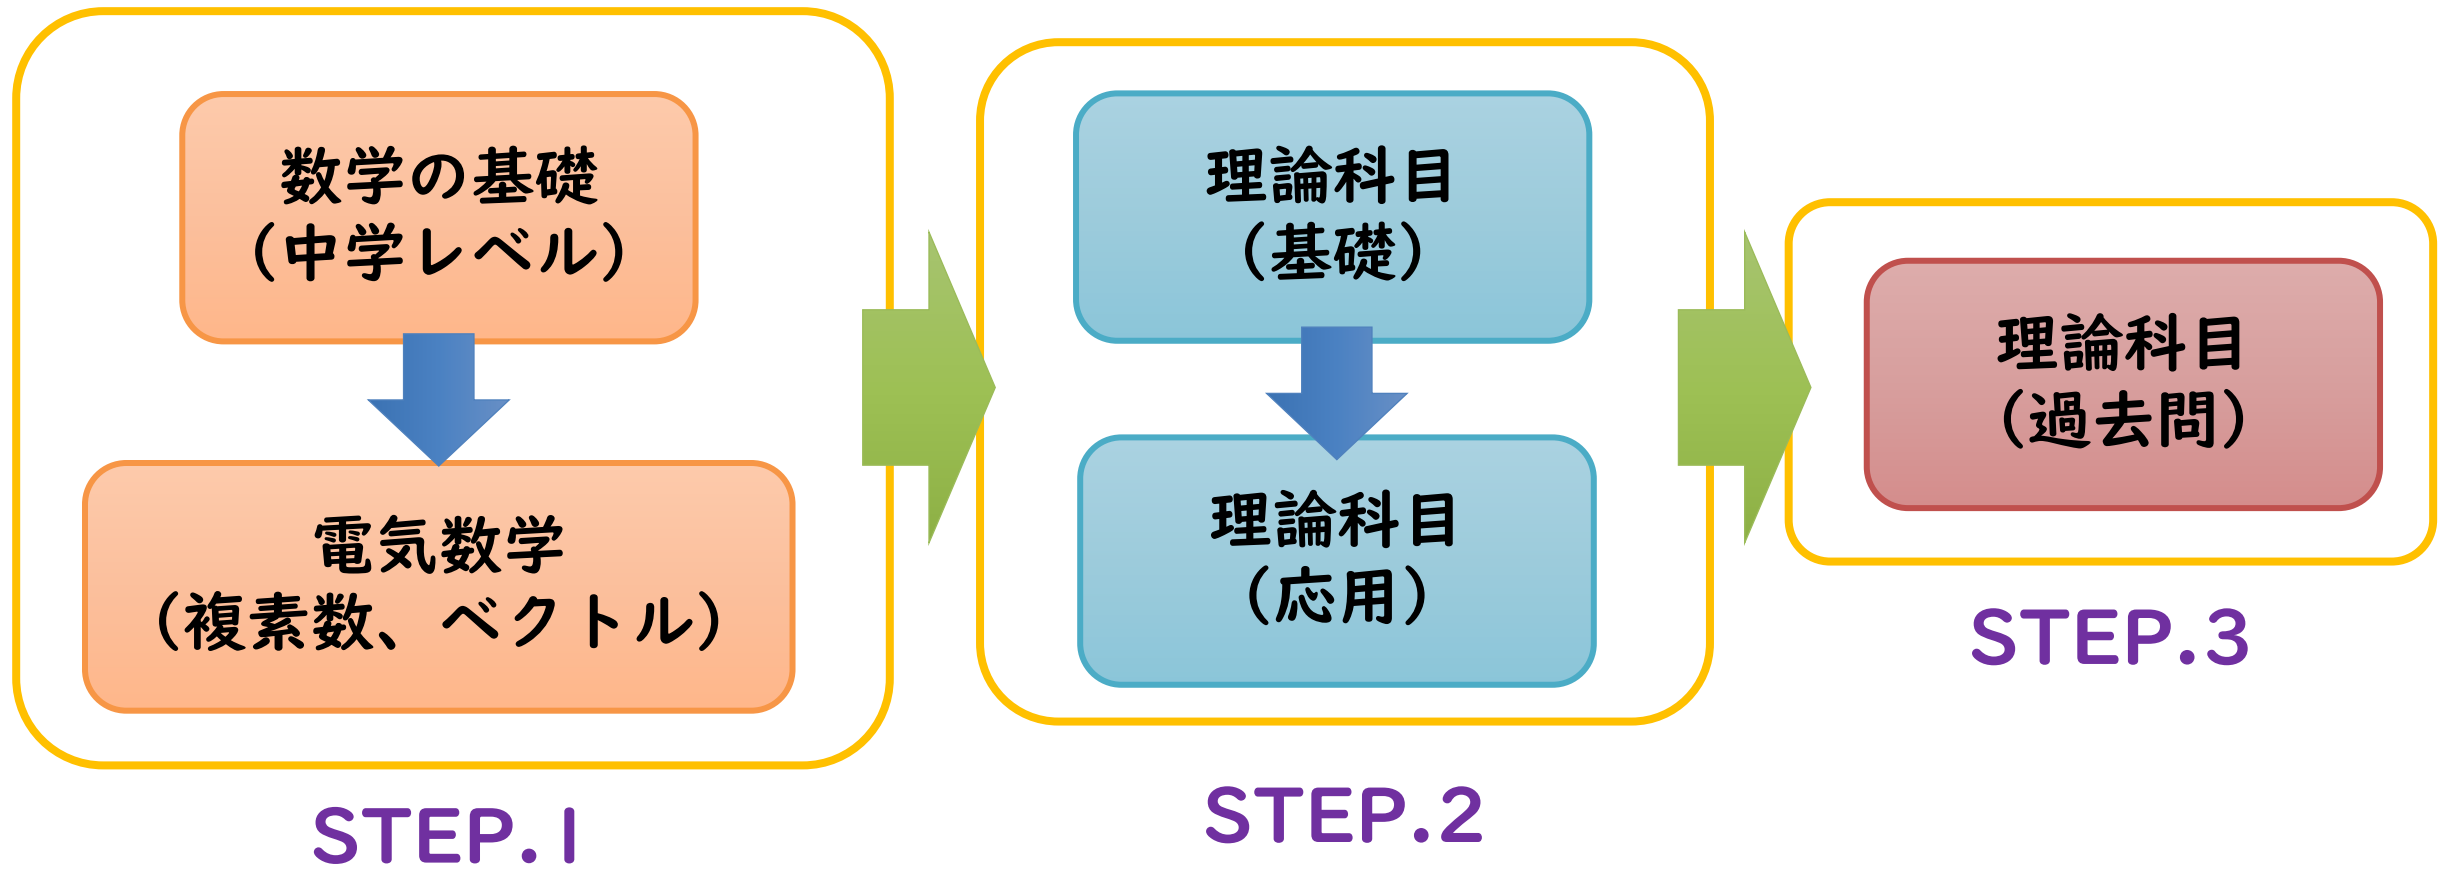 数学の基礎
（中学レベル）
電気数学
（複素数、ベクトル）
STEP.1
理論科目
（基礎）
理論科目
（応用）
STEP.2
理論科目
（過去問）
STEP.3